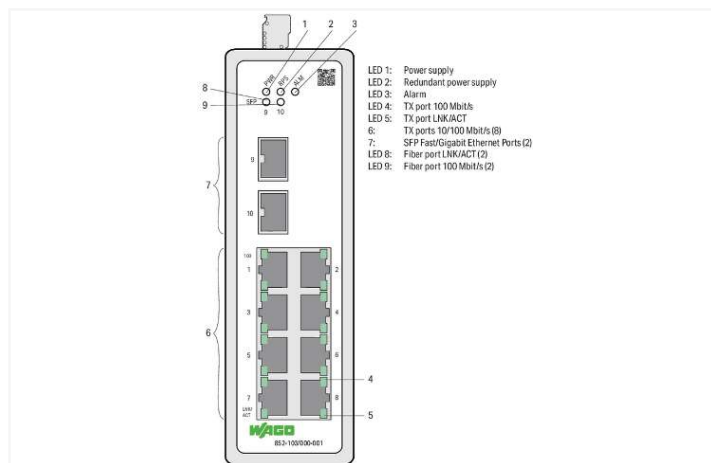 1
2
3
PWR
RPS
ALM
8
SFP
9
9
10
LED 1: Power supply
LED 2: Redundant power supply
LED 3: Alarm
LED 4: TX port 100 Mbit/s
LED 5: TX port LNK/ACT
6: TX ports 10/100 Mbit/s (8)
7: SFP Fast/Gigabit Ethernet Ports (2)
LED 8: Fiber port LNK/ACT (2)
LED 9: Fiber port 100 Mbit/s (2)
9
7
10
100
1
2
3
4
6
5
6
4
7
8
LNK/
ACT
5
WAGO
852-103/000-001